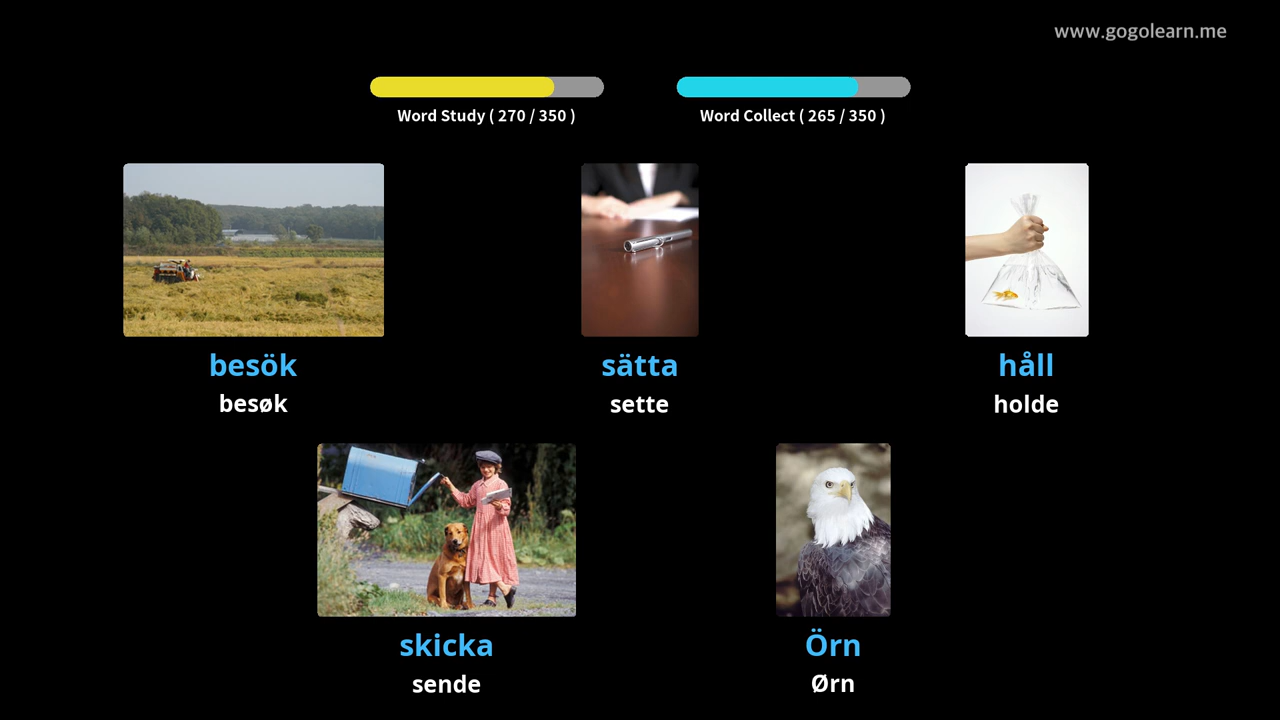 www.gogolearn.me
Word Study ( 270 / 350 )
Word Collect ( 265 / 350 )
besök
besøk
sätta
sette
håll
holde
skicka
sende
Örn
Ørn